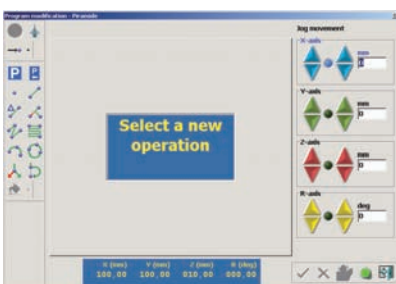 Program modification - Piramide
Jog movement
X-axis
mm
Y-axis
mm
0
Z-axis
mm
0
R-axis
deg
0
P P
Select a new
operation
X (mm) Y (mm) Z (mm) R (deg)
100,00 100,00 010,00 000,00